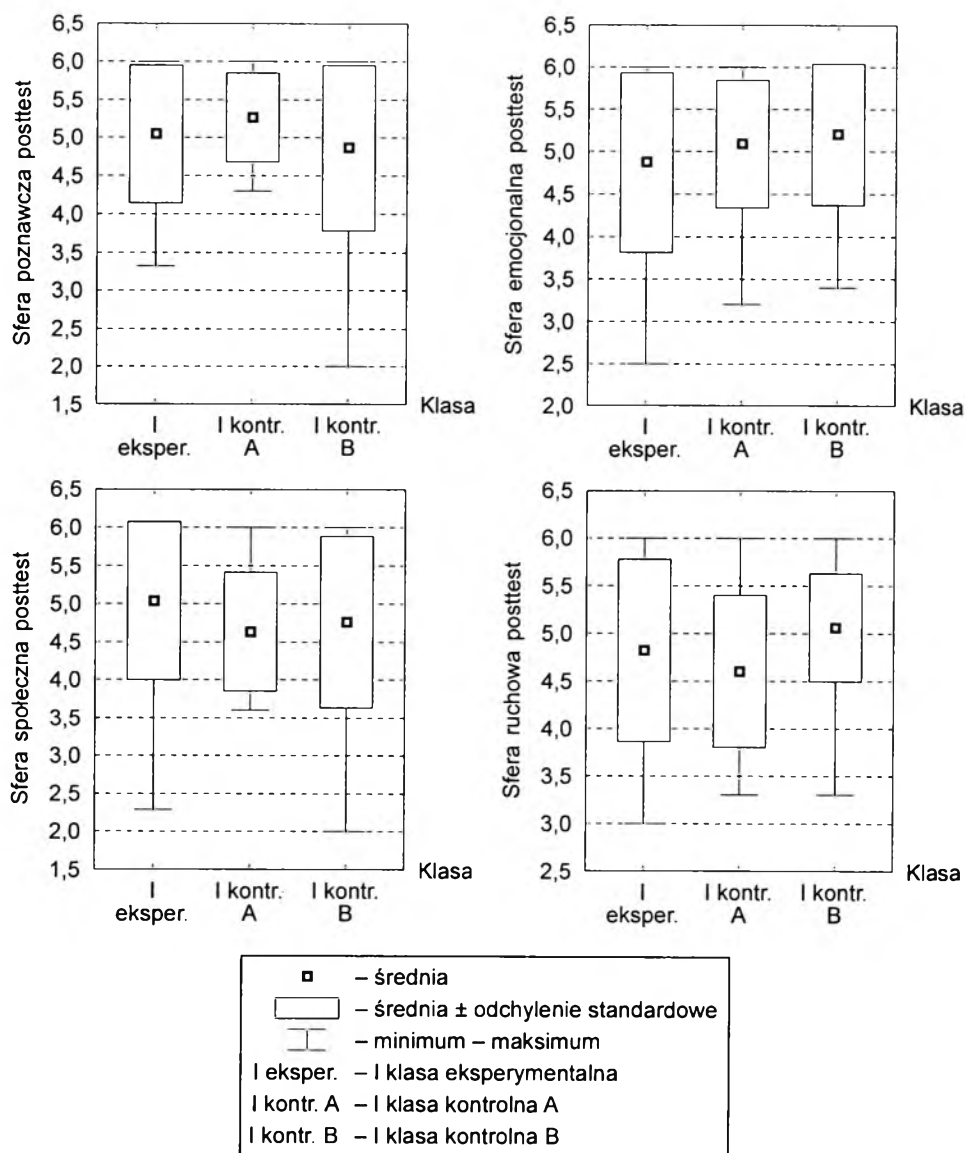 Sfera poznawcza posttest
6,5
6,0
5,5
5,0
4,5
4,0
3,5
3,0
2,5
2,0
1,5
I eksper.
I kontr. A
I kontr. B
Klasa
Sfera emocjonalna posttest
6,5
6,0
5,5
5,0
4,5
4,0
3,5
3,0
2,5
2,0
I eksper.
I kontr. A
I kontr. B
Klasa
Sfera społeczna posttest
6,5
6,0
5,5
5,0
4,5
4,0
3,5
3,0
2,5
2,0
1,5
I eksper.
I kontr. A
I kontr. B
Klasa
Sfera ruchowa posttest
6,5
6,0
5,5
5,0
4,5
4,0
3,5
3,0
2,5
I eksper.
I kontr. A
I kontr. B
Klasa
– średnia
– średnia ± odchylenie standardowe
– minimum – maksimum
I eksper. – I klasa eksperymentalna
I kontr. A – I klasa kontrolna A
I kontr. B – I klasa kontrolna B